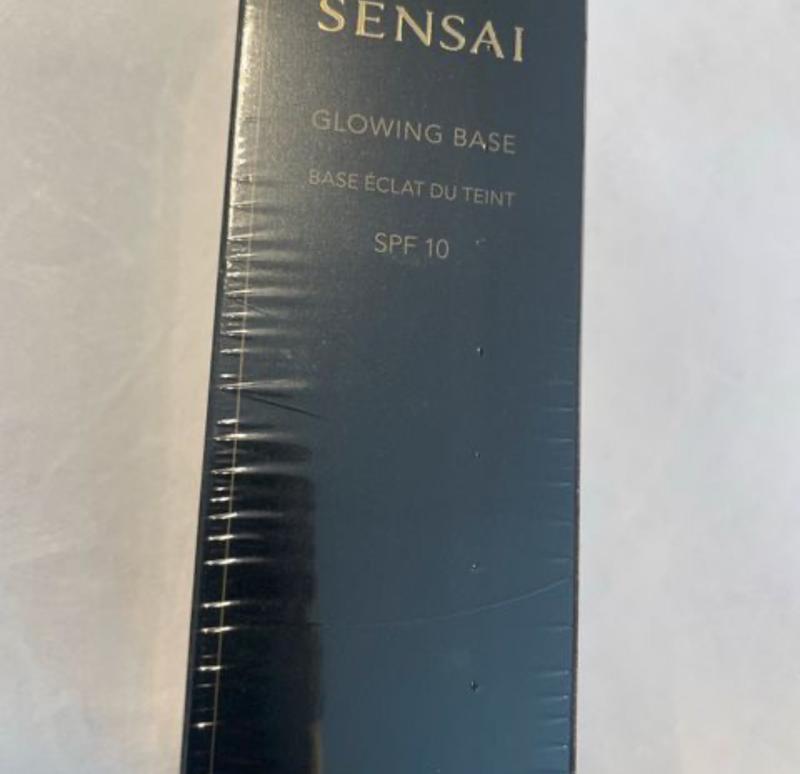 SENSAI
GLOWING BASE
BASE ÉCLAT DU TEINT
SPF 10